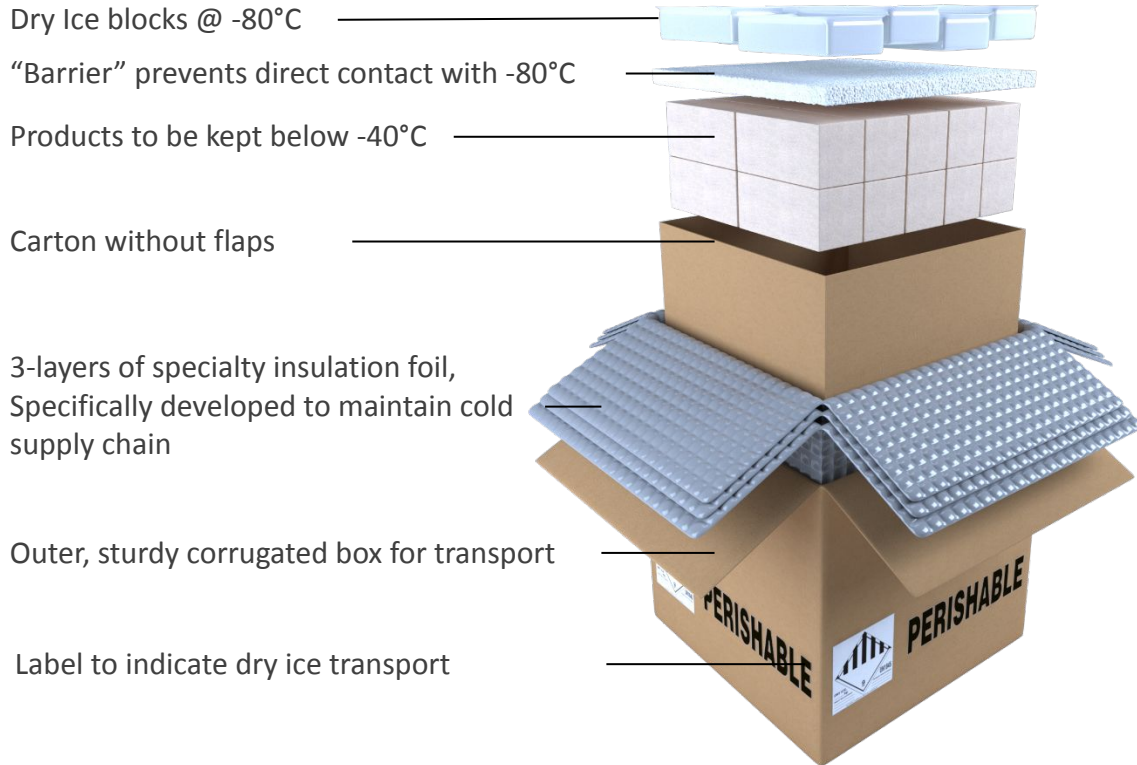 Dry Ice blocks @ -80°C
“Barrier” prevents direct contact with -80°C
Products to be kept below -40°C
Carton without flaps
3-layers of specialty insulation foil,
Specifically developed to maintain cold
supply chain
Outer, sturdy corrugated box for transport
Label to indicate dry ice transport
PERISHABLE
PERISHABLE
9